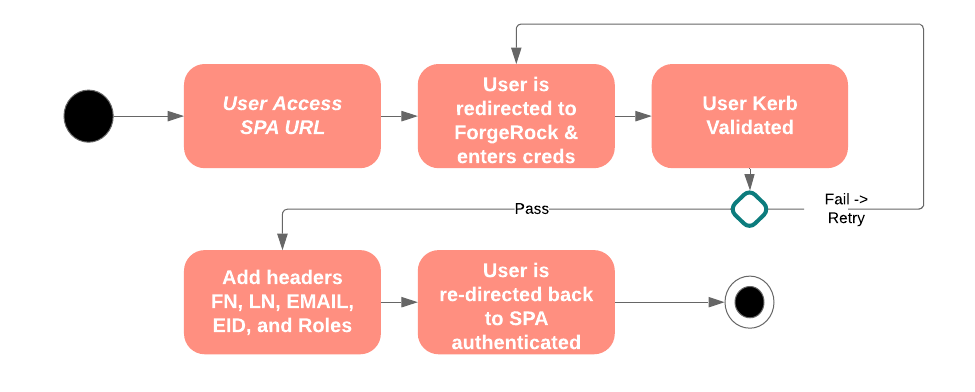 User Access
SPA URL
User is
redirected to
ForgeRock &
enters creds
User Kerb
Validated
Fail ->
Retry
Pass
Add headers
FN, LN, EMAIL,
EID, and Roles
User is
re-directed back
to SPA
authenticated